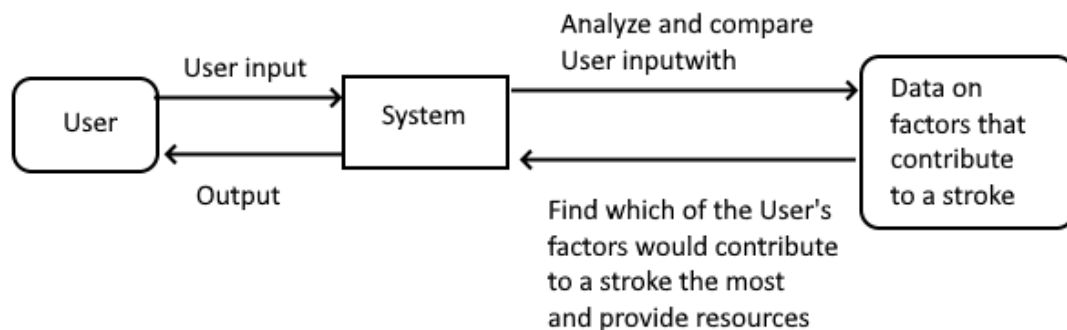 User
User input
Output
System
Analyze and compare
User inputwith
Find which of the User's
factors would contribute
to a stroke the most
and provide resources
Data on
factors that
contribute
to a stroke